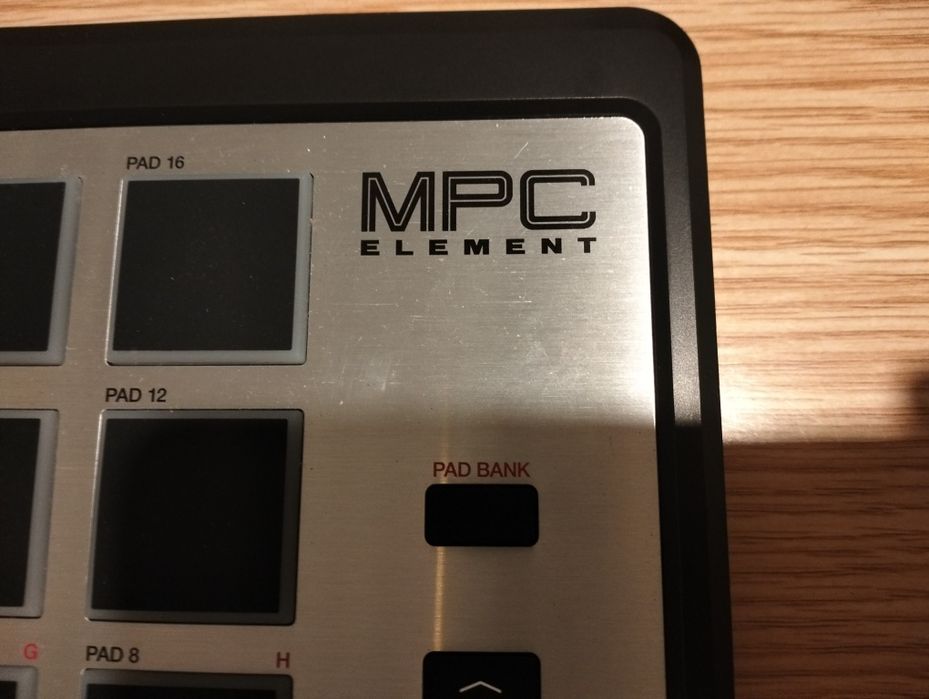 PAD 16
MPC
ELEMENT
PAD 12
PAD BANK
G
PAD 8
H